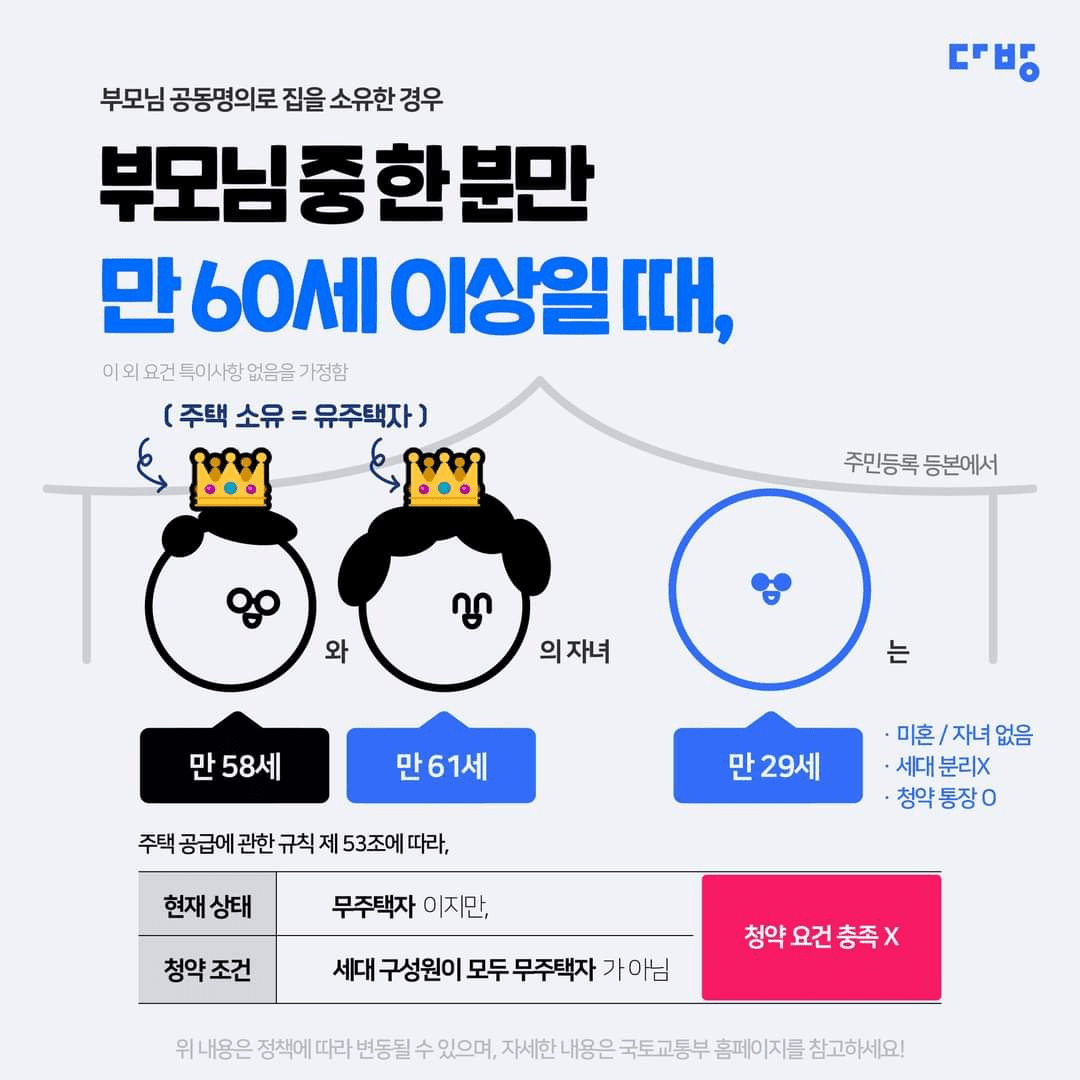 다방
부모님 공동명의로 집을 소유한 경우
부모님 중 한 분만
만 60세 이상일 때,
이 외 요건 특이사항 없음을 가정함
( 주택 소유 = 유주택자 )
주민등록 등본에서
와
의 자녀
는
만 58세
만 61세
만 29세
· 미혼 / 자녀 없음
· 세대 분리X
· 청약 통장 O
주택 공급에 관한 규칙 제 53조에 따라,
현재 상태
무주택자 이지만,
청약 조건
세대 구성원이 모두 무주택자 가 아님
청약 요건 충족 X
위 내용은 정책에 따라 변동될 수 있으며, 자세한 내용은 국토교통부 홈페이지를 참고하세요!